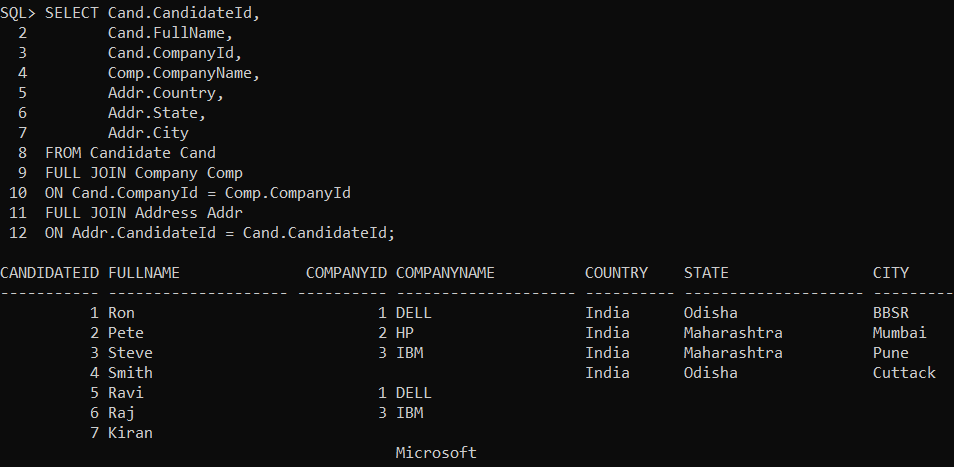 SQL> SELECT Cand.CandidateId,
2 Cand.FullName,
3 Cand.CompanyId,
4 Comp.CompanyName,
5 Addr.Country,
6 Addr.State,
7 Addr.City
8 FROM Candidate Cand
9 FULL JOIN Company Comp
10 ON Cand.CompanyId = Comp.CompanyId
11 FULL JOIN Address Addr
12 ON Addr.CandidateId = Cand.CandidateId;
CANDIDATEID FULLNAME COMPANYID COMPANYNAME COUNTRY STATE CITY
----------- -------------------- ---------- -------------------- ---------- -------------------- ---------
1 Ron 1 DELL India Odisha BBSR
2 Pete 2 HP India Maharashtra Mumbai
3 Steve 3 IBM India Maharashtra Pune
4 Smith India Odisha Cuttack
5 Ravi 1 DELL
6 Raj 3 IBM
7 Kiran
Microsoft